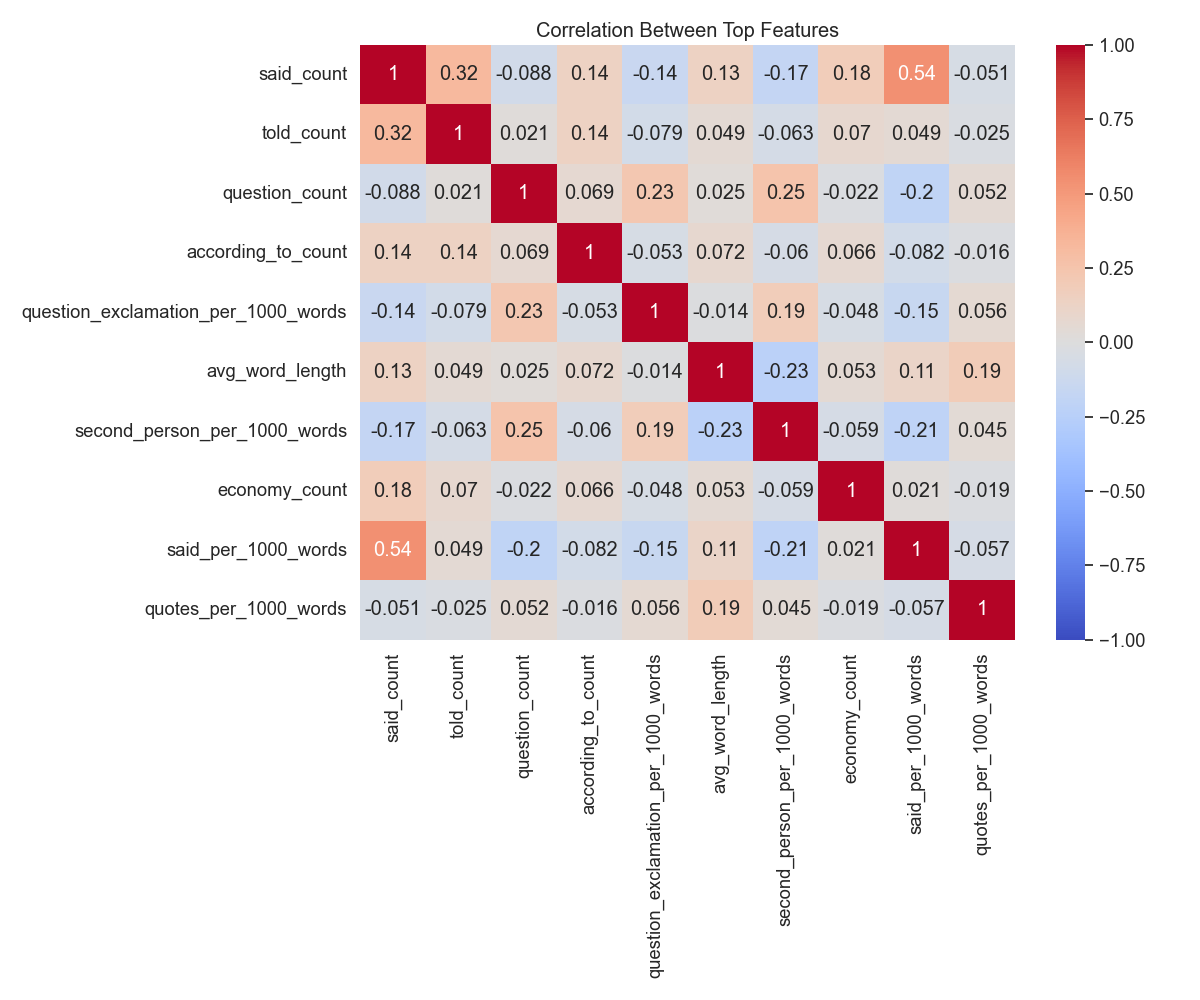 Correlation Between Top Features
said_count 1 0.32 -0.088 0.14 -0.14 0.13 -0.17 0.18 0.54 -0.051
told_count 0.32 1 0.021 0.14 -0.079 0.049 -0.063 0.07 0.049 -0.025
question_count -0.088 0.021 1 0.069 0.23 0.025 0.25 -0.022 -0.2 0.052
according_to_count 0.14 0.14 0.069 1 -0.053 0.072 -0.06 0.066 -0.082 -0.016
question_exclamation_per_1000_words -0.14 -0.079 0.23 -0.053 1 -0.014 0.19 -0.048 -0.15 0.056
avg_word_length 0.13 0.049 0.025 0.072 -0.014 1 -0.23 0.053 0.11 0.19
second_person_per_1000_words -0.17 -0.063 0.25 -0.06 0.19 -0.23 1 -0.059 -0.21 0.045
economy_count 0.18 0.07 -0.022 0.066 -0.048 0.053 -0.059 1 0.021 -0.019
said_per_1000_words 0.54 0.049 -0.2 -0.082 -0.15 0.11 -0.21 0.021 1 -0.057
quotes_per_1000_words -0.051 -0.025 0.052 -0.016 0.056 0.19 0.045 -0.019 -0.057 1
said_count
told_count
question_count
according_to_count
question_exclamation_per_1000_words
avg_word_length
second_person_per_1000_words
economy_count
said_per_1000_words
quotes_per_1000_words
1.00
0.75
0.50
0.25
0.00
−0.25
−0.50
−0.75
−1.00